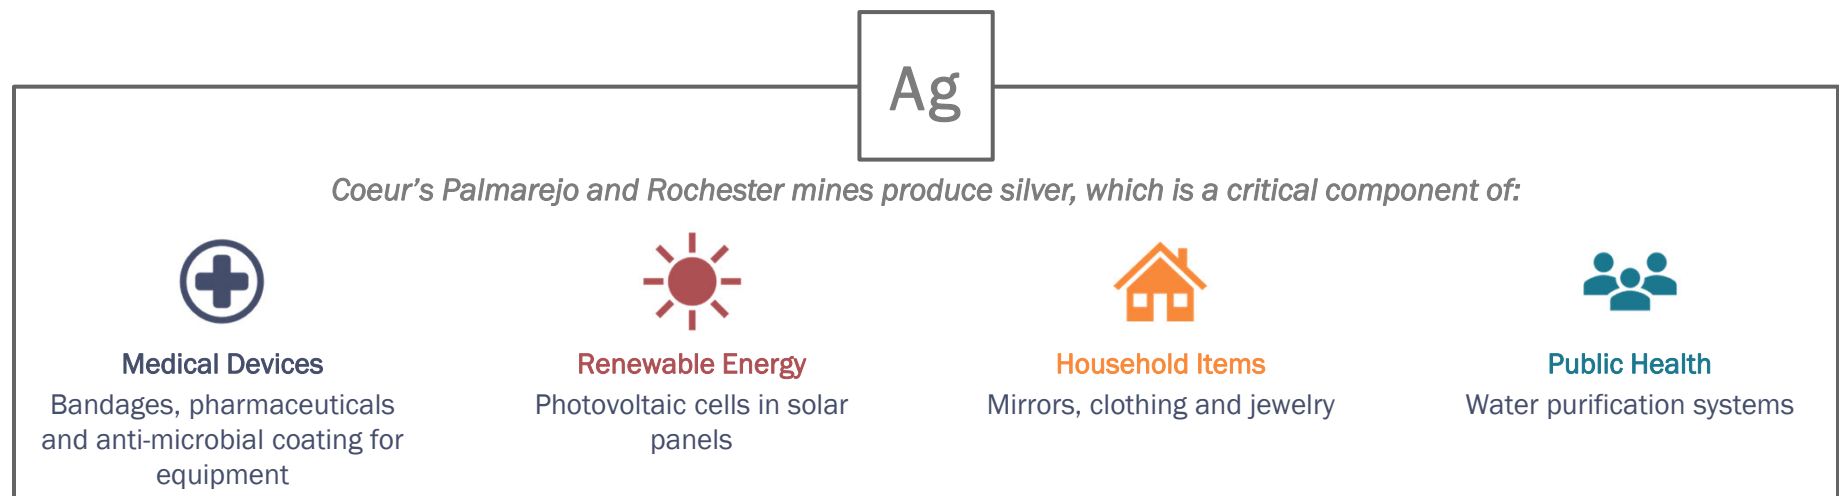 Ag
Coeur's Palmarejo and Rochester mines produce silver, which is a critical component of:
Medical Devices
Bandages, pharmaceuticals
and anti-microbial coating for
equipment
Renewable Energy
Photovoltaic cells in solar
panels
Household Items
Mirrors, clothing and jewelry
Public Health
Water purification systems